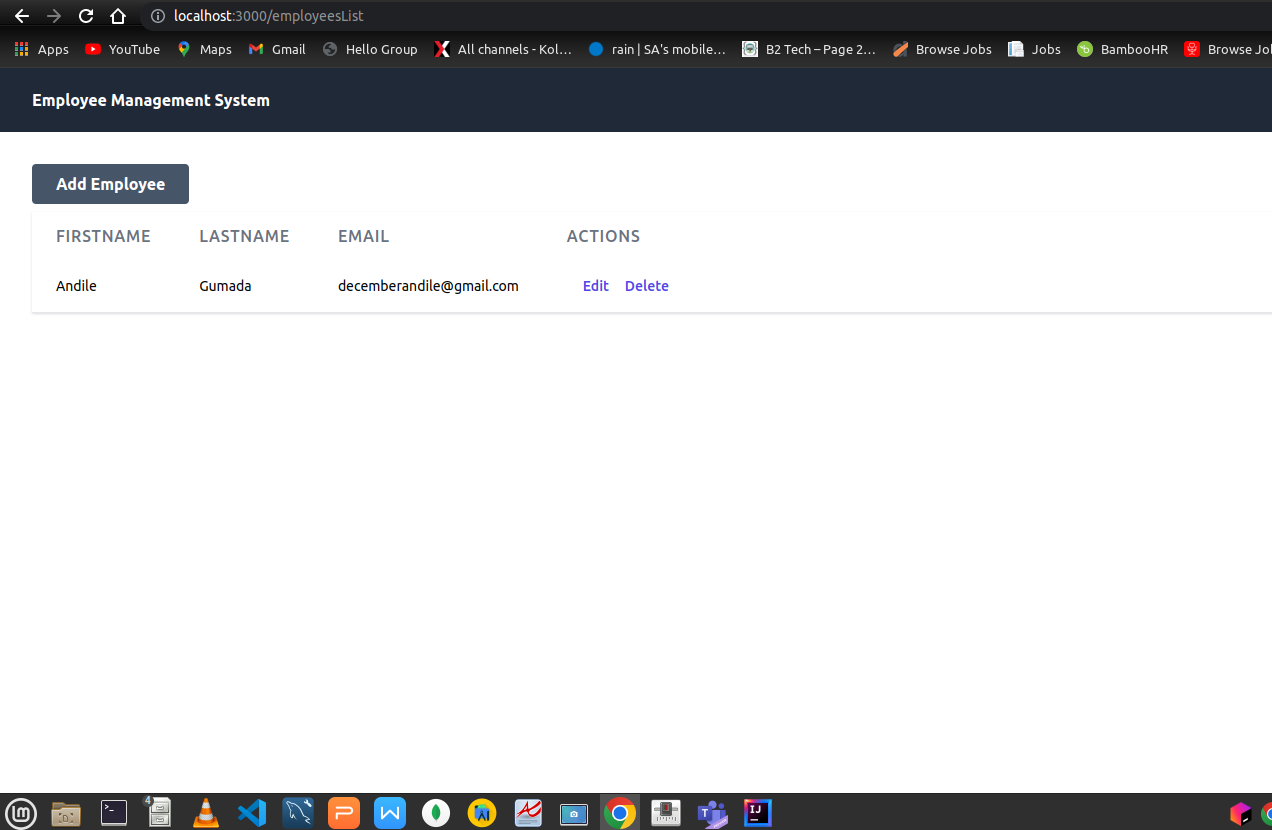 localhost:3000/employeesList
Apps YouTube Maps Gmail Hello Group All channels - Kol... rain | SA's mobile... B2 Tech – Page 2... Browse Jobs Jobs BambooHR Browse Jo
Employee Management System
Add Employee
FIRSTNAME LASTNAME EMAIL ACTIONS
Andile Gumada decemberandile@gmail.com Edit Delete
4